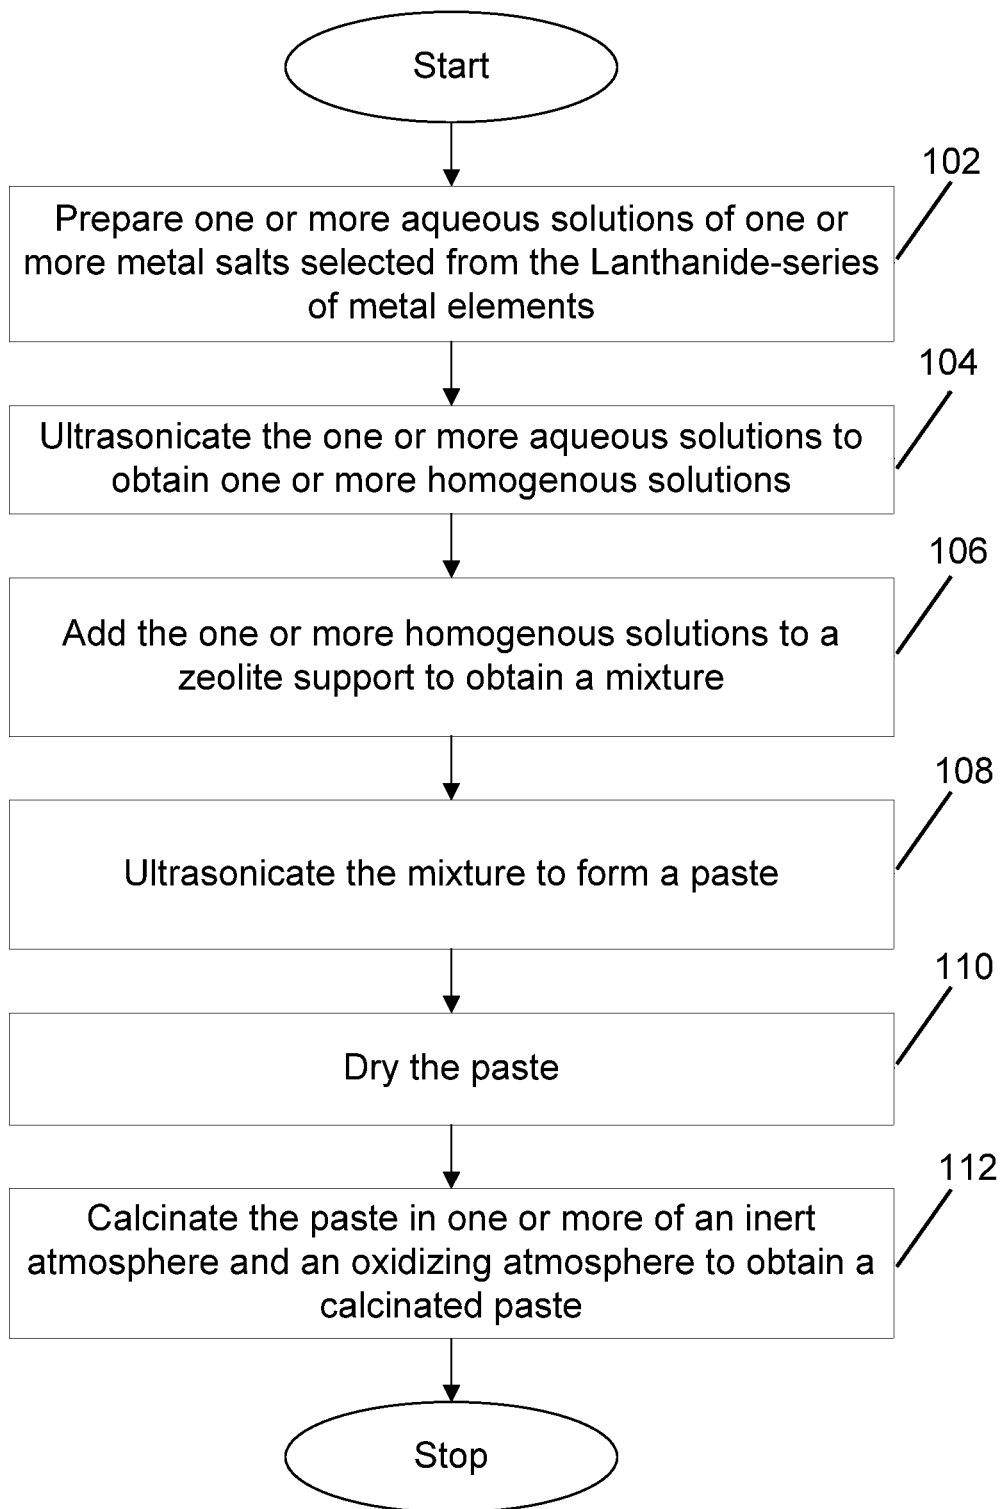 Start
102
Prepare one or more aqueous solutions of one or
more metal salts selected from the Lanthanide-series
of metal elements
104
Ultrasonicate the one or more aqueous solutions to
obtain one or more homogenous solutions
106
Add the one or more homogenous solutions to a
zeolite support to obtain a mixture
108
Ultrasonicate the mixture to form a paste
110
Dry the paste
112
Calcinate the paste in one or more of an inert
atmosphere and an oxidizing atmosphere to obtain a
calcinated paste
Stop